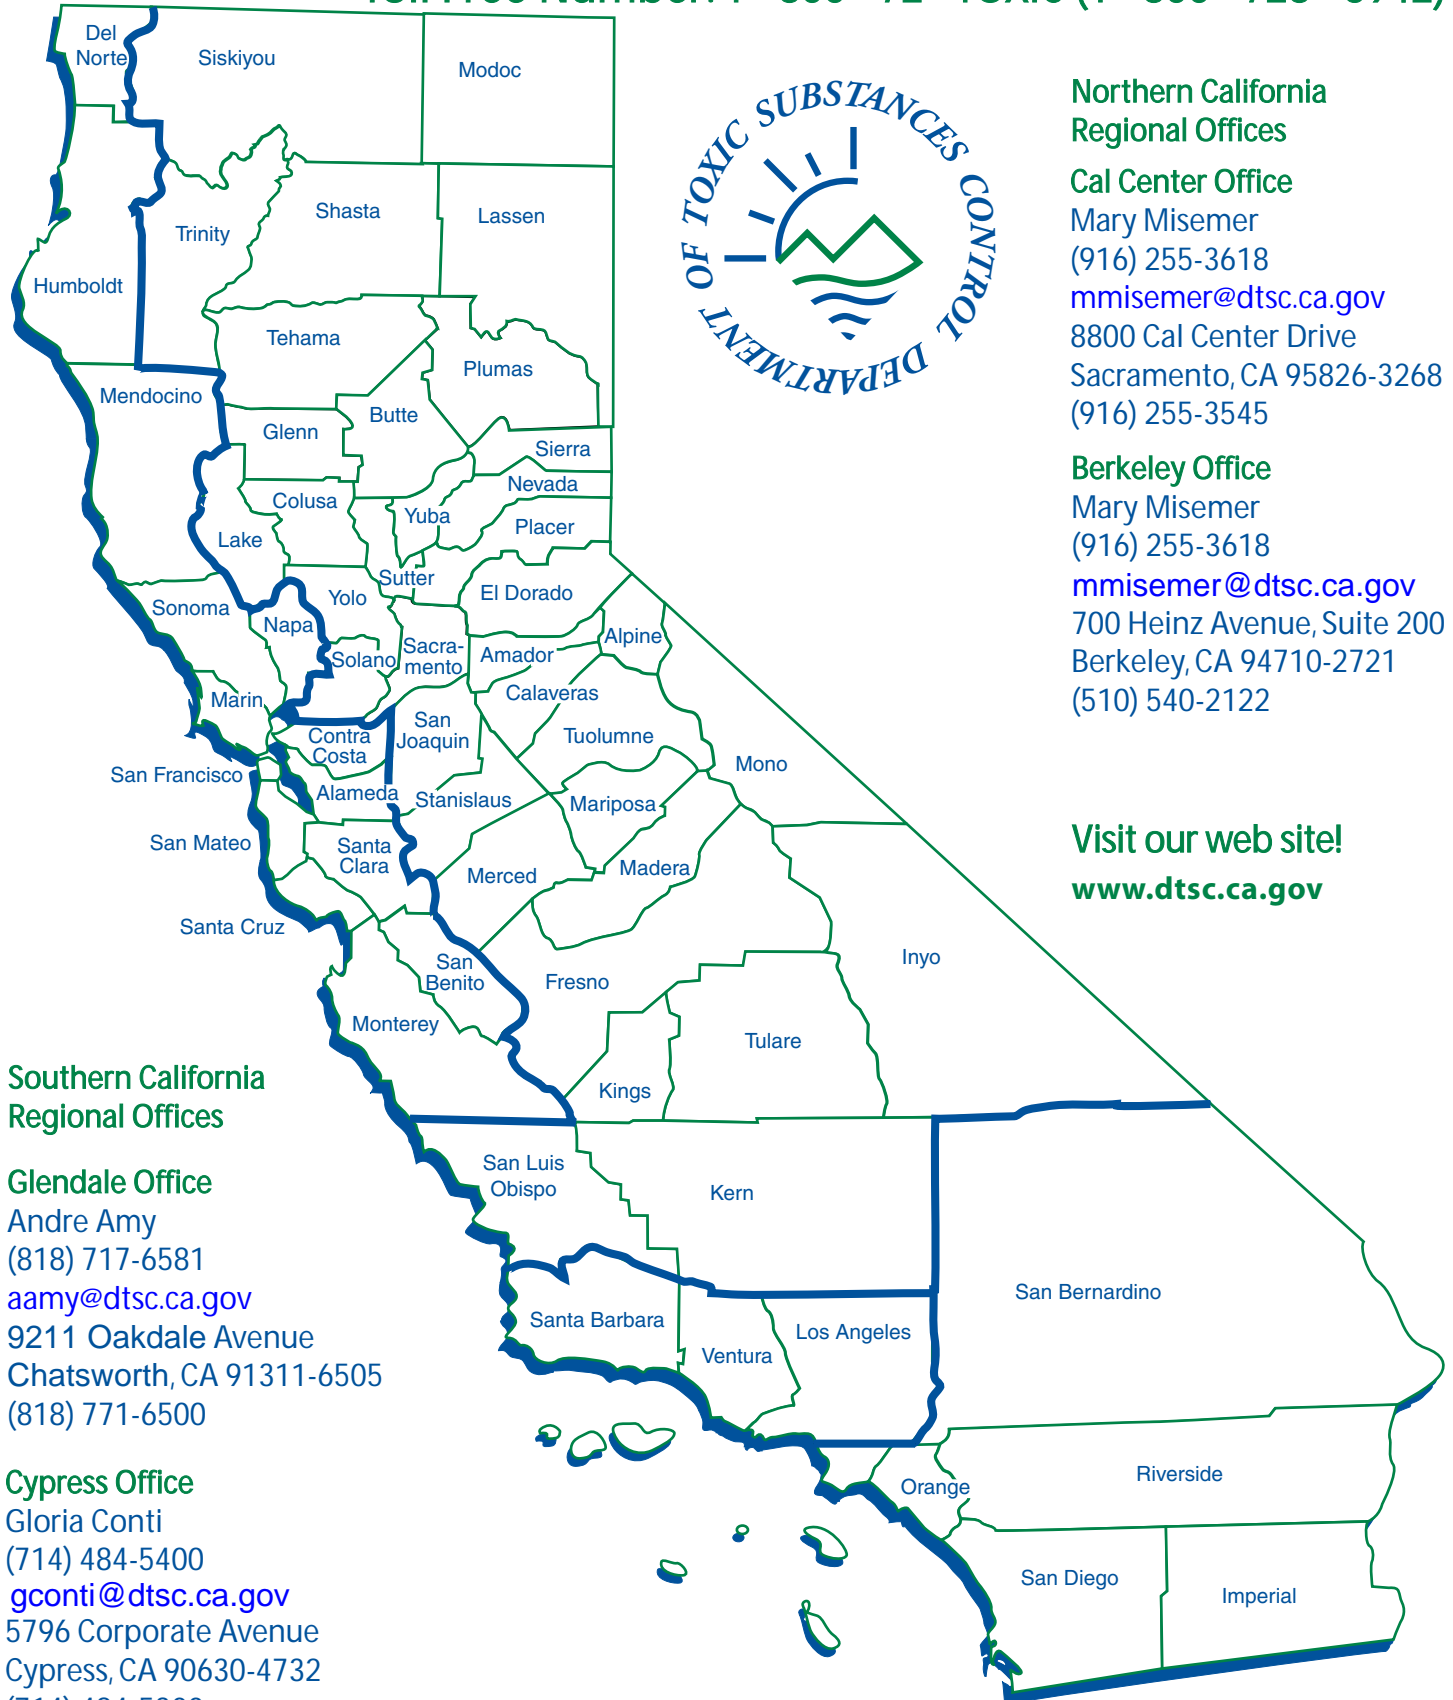 Northern California
Regional Offices
Cal Center Office
Mary Misemer
(916) 255-3618
mmisemer@dtsc.ca.gov
8800 Cal Center Drive
Sacramento, CA 95826-3268
(916) 255-3545
Berkeley Office
Mary Misemer
(916) 255-3618
mmisemer@dtsc.ca.gov
700 Heinz Avenue, Suite 200
Berkeley, CA 94710-2721
(510) 540-2122
Visit our web site!
www.dtsc.ca.gov
DEPARTMENT OF TOXIC SUBSTANCES CONTROL
Del
Norte
Siskiyou
Modoc
Shasta
Lassen
Trinity
Humboldt
Tehama
Plumas
Mendocino
Butte
Glenn
Sierra
Nevada
Colusa
Yuba
Placer
Lake
Sutter
El Dorado
Yolo
Sonoma
Napa
Sacra-
mento
Alpine
Solano
Amador
Calaveras
Marin
San
Joaquin
Contra
Costa
Tuolumne
Mono
San Francisco
Alameda
Stanislaus
Mariposa
San Mateo
Santa
Clara
Madera
Merced
Santa Cruz
San
Benito
Inyo
Fresno
Monterey
Tulare
Kings
San Luis
Obispo
Kern
San Bernardino
Santa Barbara
Los Angeles
Ventura
Riverside
Orange
San Diego
Imperial
Southern California
Regional Offices
Glendale Office
Andre Amy
(818) 717-6581
aamy@dtsc.ca.gov
9211 Oakdale Avenue
Chatsworth, CA 91311-6505
(818) 771-6500
Cypress Office
Gloria Conti
(714) 484-5400
gconti@dtsc.ca.gov
5796 Corporate Avenue
Cypress, CA 90630-4732